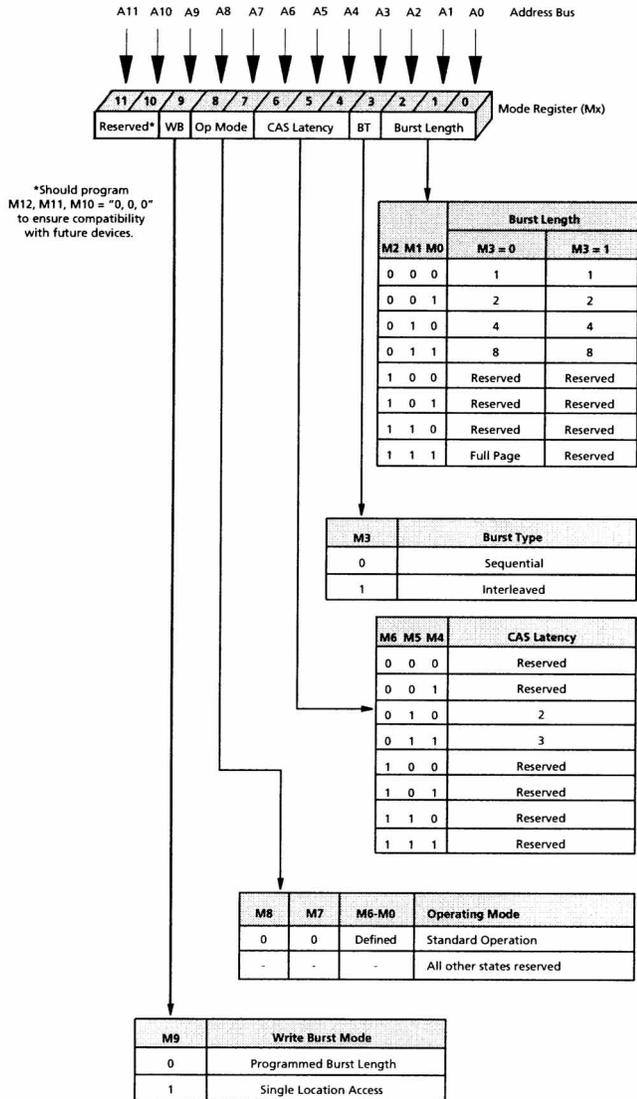 A11 A10 A9 A8 A7 A6 A5 A4 A3 A2 A1 A0 Address Bus
11 10 9 8 7 6 5 4 3 2 1 0 Mode Register (Mx)
Reserved* WB Op Mode CAS Latency BT Burst Length
*Should program
M12, M11, M10 = "0, 0, 0"
to ensure compatibility
with future devices.
Burst Length
M2 M1 M0 M3 = 0 M3 = 1
0 0 0 1 1
0 0 1 2 2
0 1 0 4 4
0 1 1 8 8
1 0 0 Reserved Reserved
1 0 1 Reserved Reserved
1 1 0 Reserved Reserved
1 1 1 Full Page Reserved
M3 Burst Type
0 Sequential
1 Interleaved
M6 M5 M4 CAS Latency
0 0 0 Reserved
0 0 1 Reserved
0 1 0 2
0 1 1 3
1 0 0 Reserved
1 0 1 Reserved
1 1 0 Reserved
1 1 1 Reserved
M8 M7 M6-M0 Operating Mode
0 0 Defined Standard Operation
- - - All other states reserved
M9 Write Burst Mode
0 Programmed Burst Length
1 Single Location Access